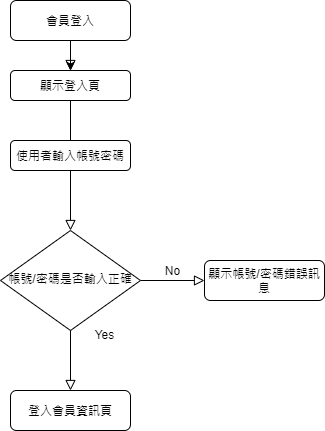 會員登入
顯示登入頁
使用者輸入帳號密碼
帳號/密碼是否輸入正確
No
顯示帳號/密碼錯誤訊
息
Yes
登入會員資訊頁